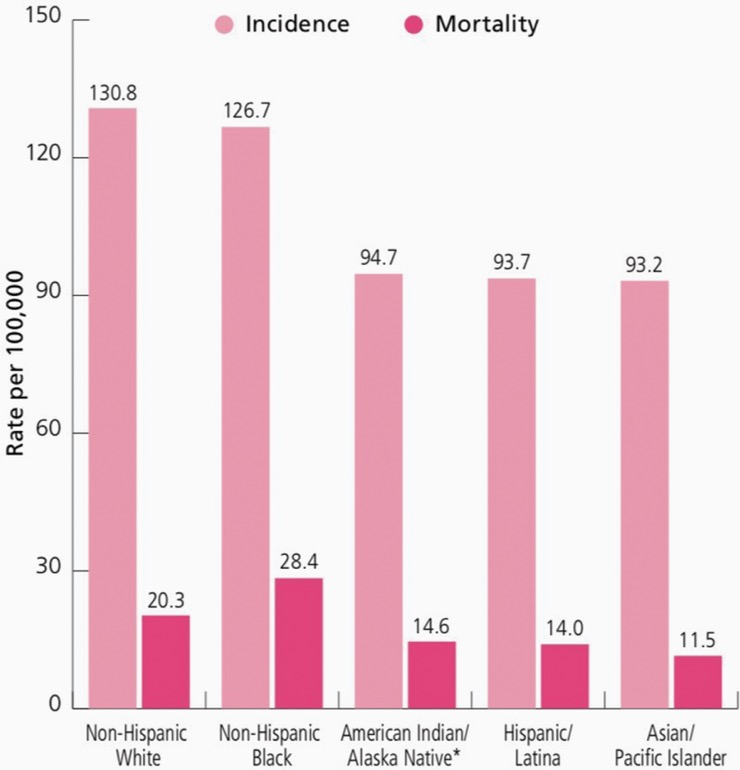 150
Incidence
Mortality
130.8
126.7
120
94.7
93.7
93.2
90
Rate per 100,000
60
30
28.4
20.3
14.6
14.0
11.5
0
Non-Hispanic
White
Non-Hispanic
Black
American Indian/
Alaska Native*
Hispanic/
Latina
Asian/
Pacific Islander